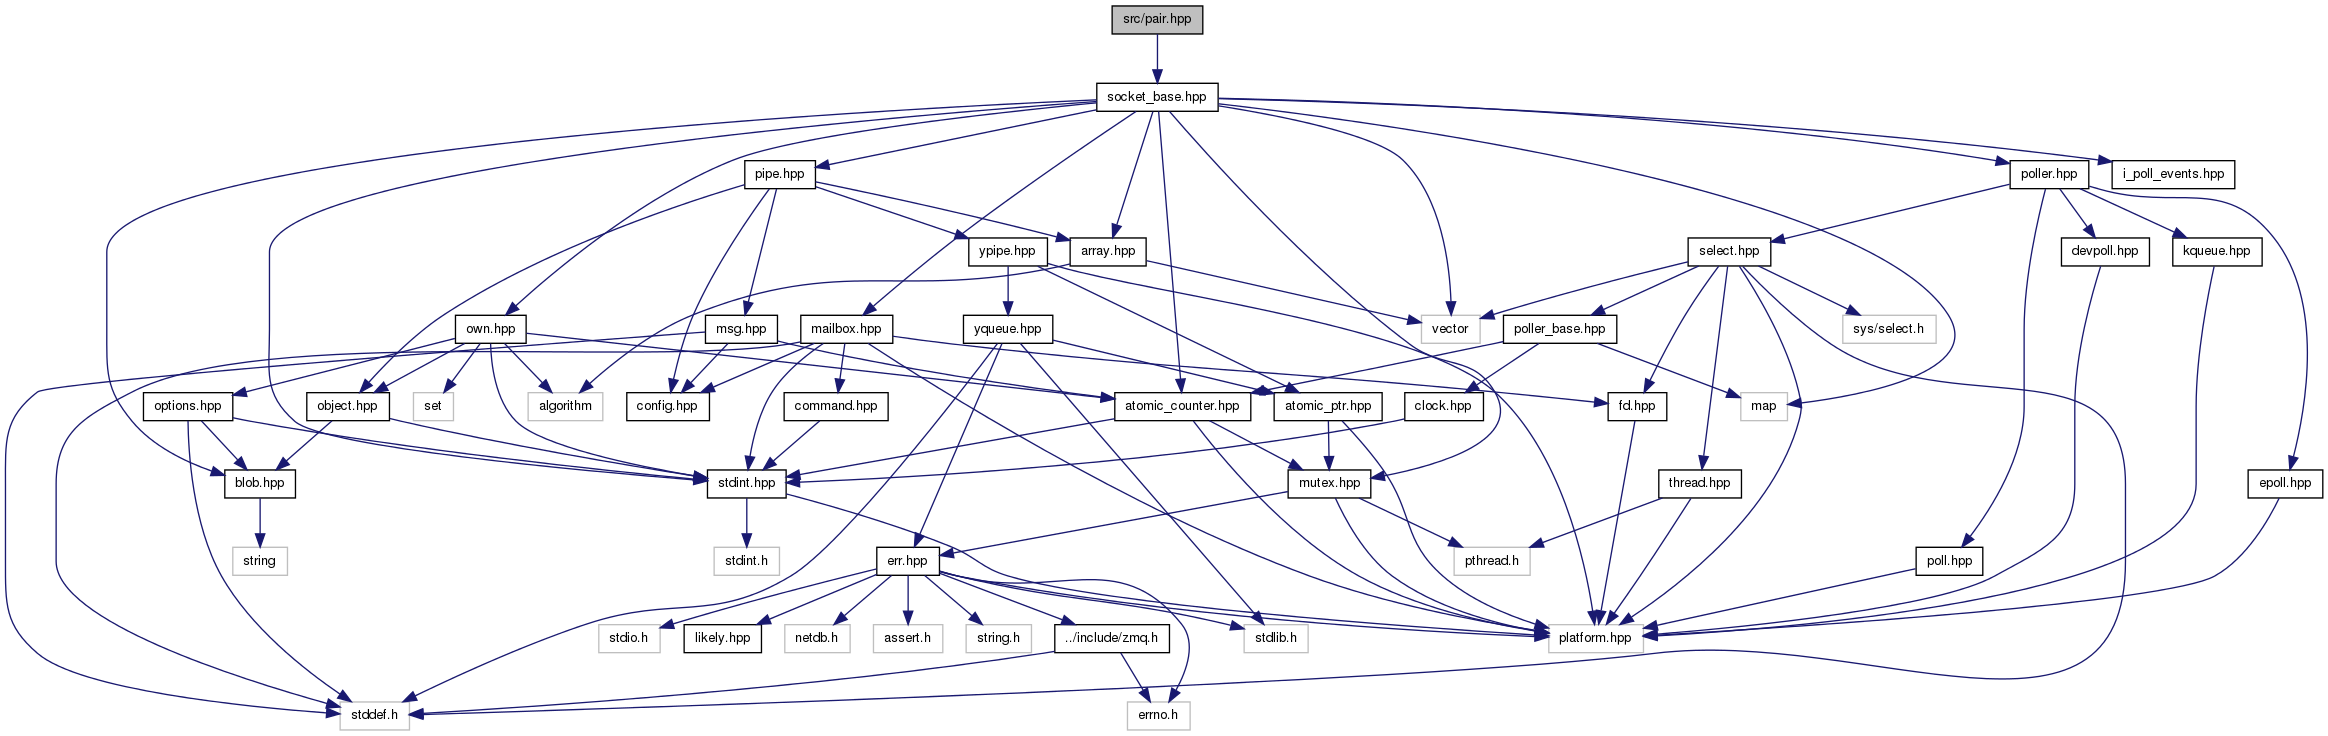 src/pair.hpp
socket_base.hpp
pipe.hpp
poller.hpp
i_poll_events.hpp
ypipe.hpp
array.hpp
select.hpp
devpoll.hpp
kqueue.hpp
own.hpp
msg.hpp
mailbox.hpp
yqueue.hpp
vector
poller_base.hpp
sys/select.h
options.hpp
object.hpp
set
algorithm
config.hpp
command.hpp
atomic_counter.hpp
atomic_ptr.hpp
clock.hpp
fd.hpp
map
blob.hpp
stdint.hpp
mutex.hpp
thread.hpp
epoll.hpp
string
stdint.h
err.hpp
pthread.h
poll.hpp
stdio.h
likely.hpp
netdb.h
assert.h
string.h
../include/zmq.h
stdlib.h
platform.hpp
stddef.h
errno.h